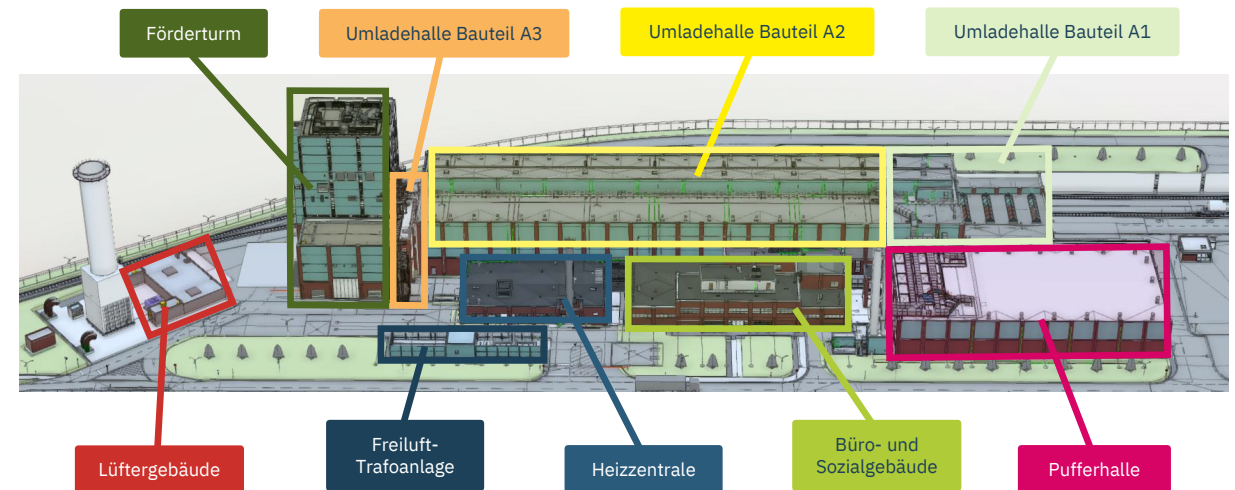 Förderturm
Umladehalle Bauteil A3
Umladehalle Bauteil A2
Umladehalle Bauteil A1
Lüftergebäude
Freiluft-
Trafoanlage
Heizzentrale
Büro- und
Sozialgebäude
Pufferhalle